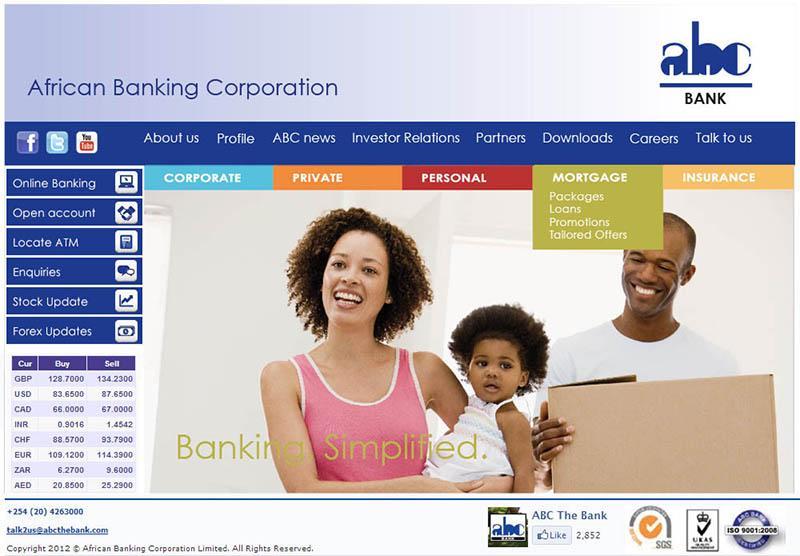 African Banking Corporation
abc
BANK
You
Tube
About us Profile ABC news Investor Relations Partners Downloads Careers Talk to us
Online Banking
Open account
Locate ATM
Enquiries
Stock Update
Forex Updates
CORPORATE PRIVATE PERSONAL MORTGAGE INSURANCE
Packages
Loans
Promotions
Tailored Offers
Banking. Simplified.
Cur Buy Sell
GBP 128.7000 134.2300
USD 83.6500 87.6500
CAD 66.0000 67.0000
INR 0.9016 1.4542
CHF 88.5700 93.7900
EUR 109.1200 114.3900
ZAR 6.2700 9.6000
AED 20.8500 25.2900
+254 (20) 4263000
talk2us@abcthebank.com
Copyright 2012 © African Banking Corporation Limited. All Rights Reserved.
abc
BANK
ABC The Bank
Like 2,852
SGS
UKAS
ABC BANK
ISO 9001:2008
CERTIFIED